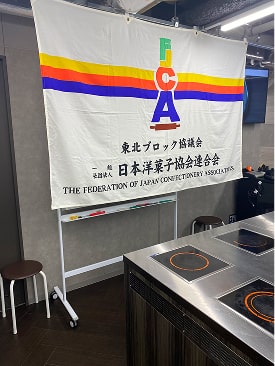 FJCA
東北ブロック協議会
一般社団法人 日本洋菓子協会連合会
THE FEDERATION OF JAPAN CONFECTIONERY ASSOCIATIONS